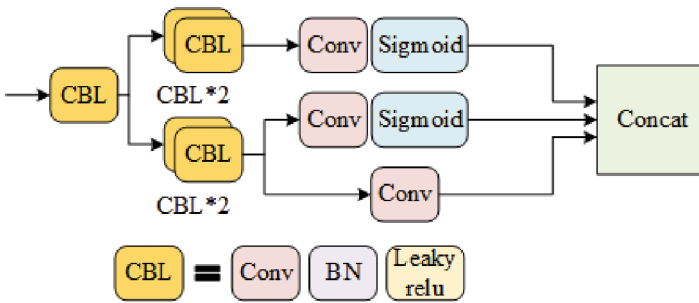 CBL
CBL
CBL*2
Conv
Sigmoid
CBL
CBL*2
Conv
Sigmoid
Conv
Concat
CBL = Conv BN Leaky
relu